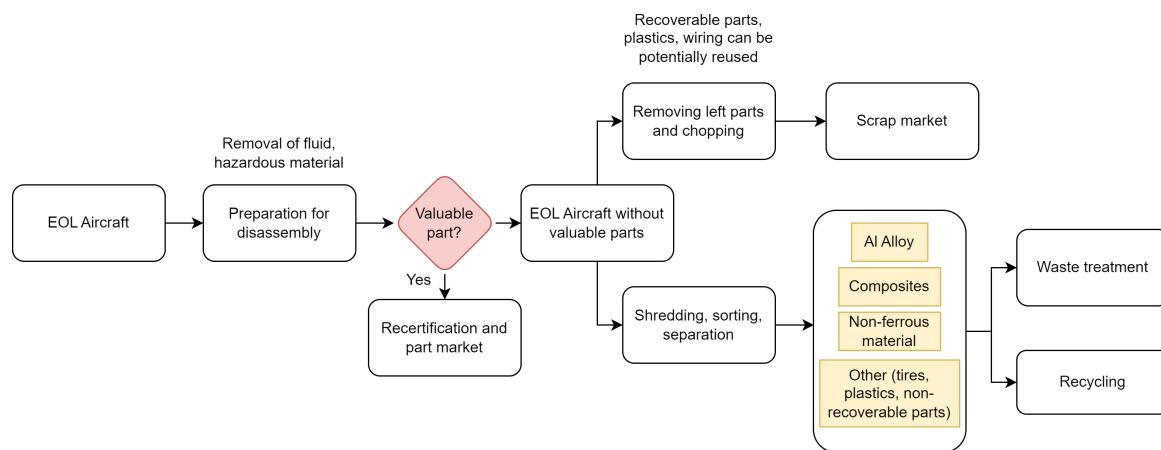 Recoverable parts,
plastics, wiring can be
potentially reused
Removing left parts
and chopping
Scrap market
Removal of fluid,
hazardous material
EOL Aircraft
Preparation for
disassembly
Valuable
part?
EOL Aircraft without
valuable parts
Yes
Recertification and
part market
Shredding, sorting,
separation
Al Alloy
Composites
Non-ferrous
material
Other (tires,
plastics, non-
recoverable parts)
Waste treatment
Recycling